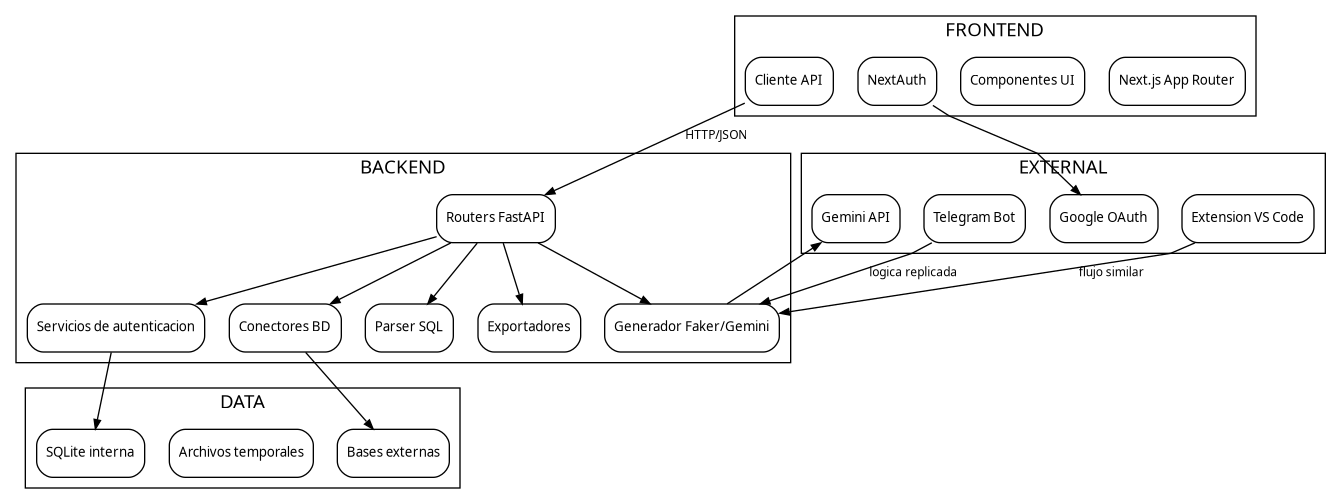 FRONTEND
Cliente API
NextAuth
Componentes UI
Next.js App Router
HTTP/JSON
BACKEND
EXTERNAL
Routers FastAPI
Gemini API
Telegram Bot
Google OAuth
Extension VS Code
logica replicada
flujo similar
Servicios de autenticacion
Conectores BD
Parser SQL
Exportadores
Generador Faker/Gemini
DATA
SQLite interna
Archivos temporales
Bases externas